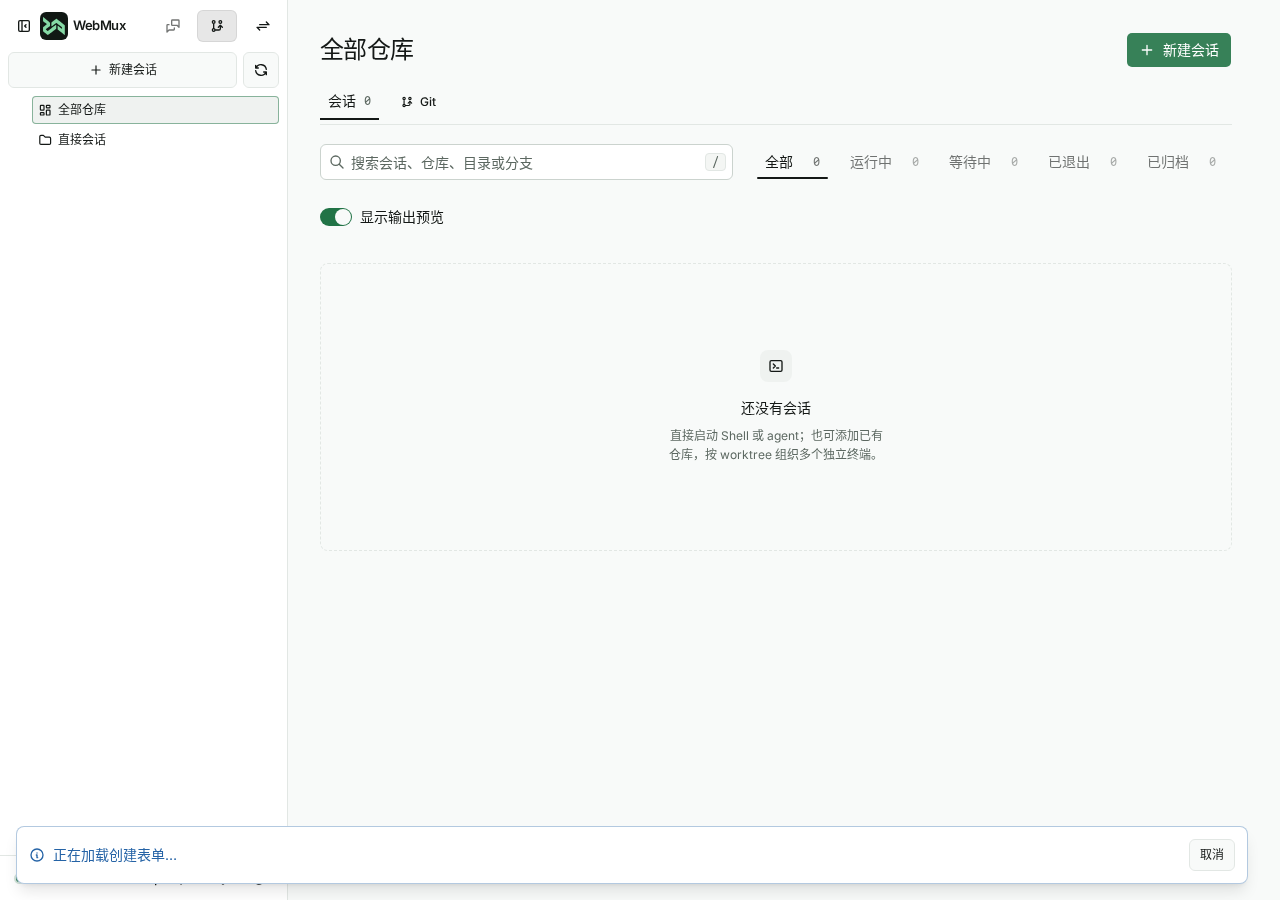 WebMux
新建会话
全部仓库
直接会话
全部仓库
新建会话
会话 0
Git
搜索会话、仓库、目录或分支 /
全部 0
运行中 0
等待中 0
已退出 0
已归档 0
显示输出预览
还没有会话
直接启动 Shell 或 agent；也可添加已有
仓库，按 worktree 组织多个独立终端。
正在加载创建表单...
取消